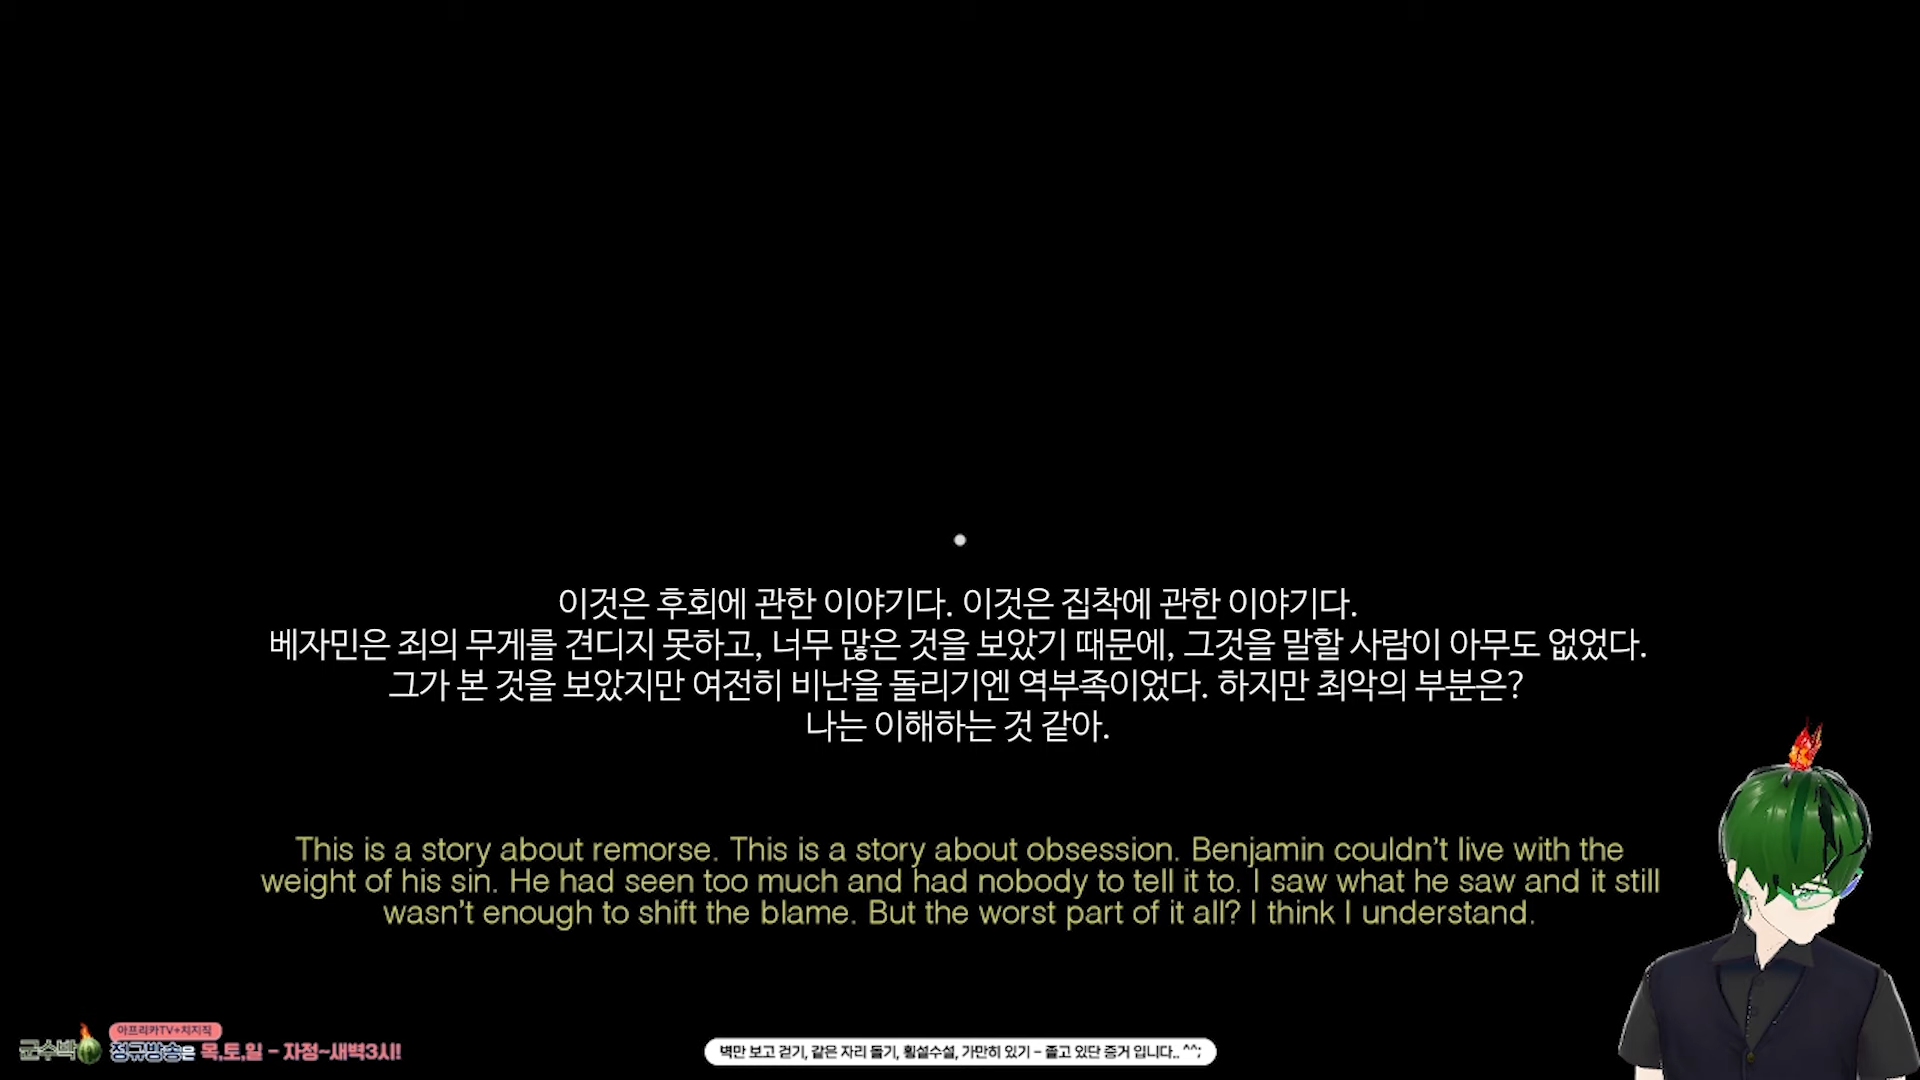 이것은 후회에 관한 이야기다. 이것은 집착에 관한 이야기다.
베자민은 죄의 무게를 견디지 못하고, 너무 많은 것을 보았기 때문에, 그것을 말할 사람이 아무도 없었다.
그가 본 것을 보았지만 여전히 비난을 돌리기엔 역부족이었다. 하지만 최악의 부분은?
나는 이해하는 것 같아.
This is a story about remorse. This is a story about obsession. Benjamin couldn't live with the
weight of his sin. He had seen too much and had nobody to tell it to. I saw what he saw and it still
wasn't enough to shift the blame. But the worst part of it all? I think I understand.
아프리카TV+치지직
군수박 정규방송은 목,토,일 - 자정~새벽3시!
벽만 보고 걷기, 같은 자리 돌기, 횡설수설, 가만히 있기 - 졸고 있단 증거 입니다.. ^^;